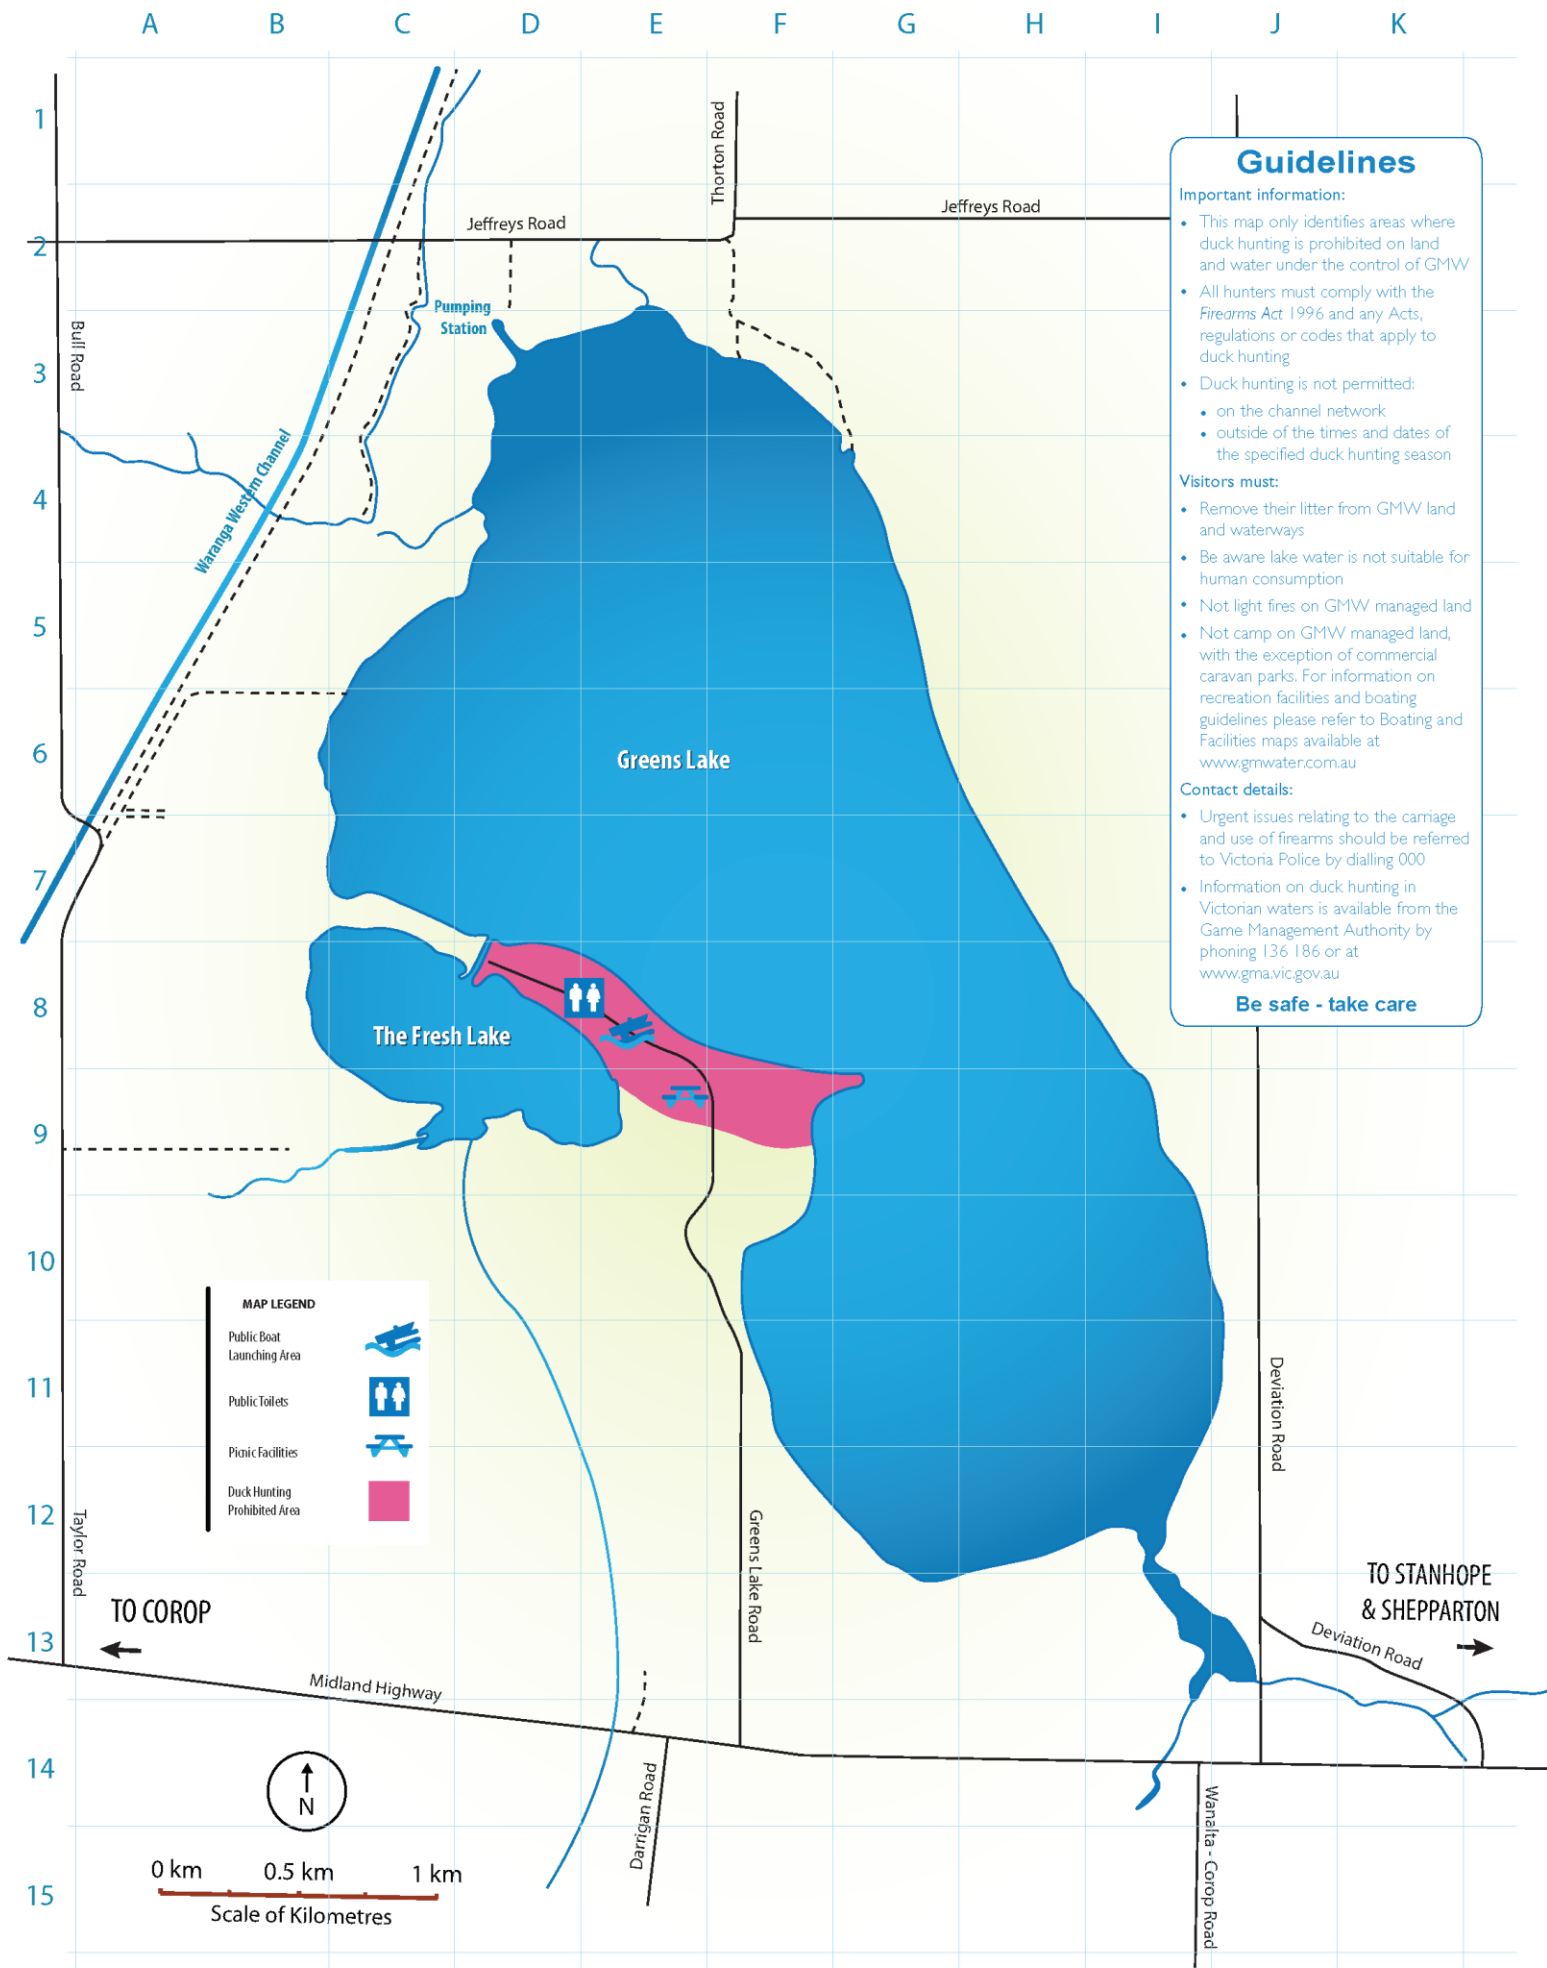 A B C D E F G H I J K
1
2
3
4
5
6
7
8
9
10
11
12
13
14
15
Thorton Road
Jeffreys Road
Jeffreys Road
Bull Road
Pumping
Station
Waranga Western Channel
Greens Lake
The Fresh Lake
Guidelines
Important information:
• This map only identifies areas where
duck hunting is prohibited on land
and water under the control of GMW
• All hunters must comply with the
Firearms Act 1996 and any Acts,
regulations or codes that apply to
duck hunting
• Duck hunting is not permitted:
• on the channel network
• outside of the times and dates of
the specified duck hunting season
Visitors must:
• Remove their litter from GMW land
and waterways
• Be aware lake water is not suitable for
human consumption
• Not light fires on GMW managed land
• Not camp on GMW managed land,
with the exception of commercial
caravan parks. For information on
recreation facilities and boating
guidelines please refer to Boating and
Facilities maps available at
www.gmwater.com.au
Contact details:
• Urgent issues relating to the carriage
and use of firearms should be referred
to Victoria Police by dialling 000
• Information on duck hunting in
Victorian waters is available from the
Game Management Authority by
phoning 136 186 or at
www.gma.vic.gov.au
Be safe - take care
MAP LEGEND
Public Boat
Launching Area
Public Toilets
Picnic Facilities
Duck Hunting
Prohibited Area
Taylor Road
Greens Lake Road
Deviation Road
TO COROP
TO STANHOPE
& SHEPPARTON
Deviation Road
Midland Highway
Darrigan Road
Wanalta - Corop Road
N
0 km 0.5 km 1 km
Scale of Kilometres